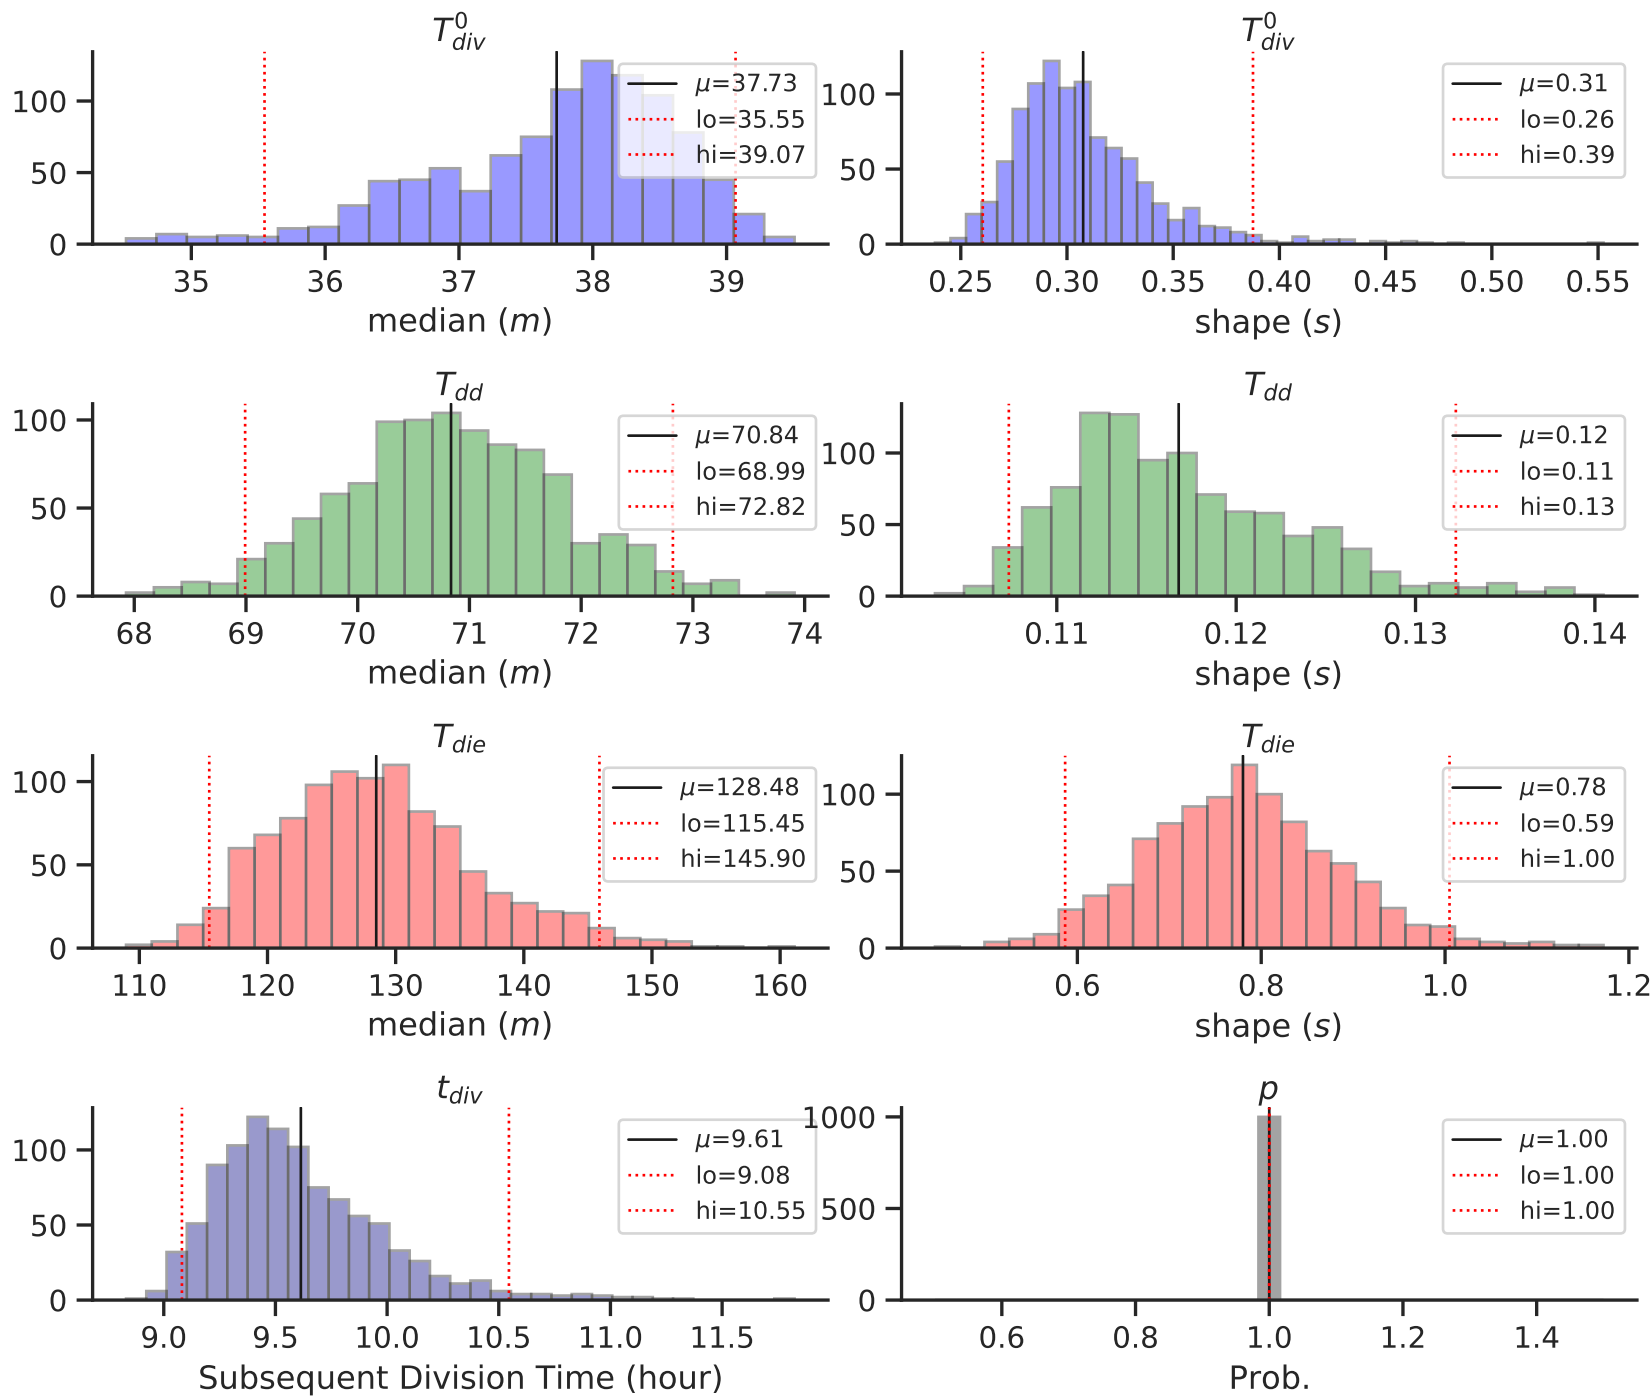 T⁰div
100
50
0
μ=37.73
lo=35.55
hi=39.07
35 36 37 38 39
median (m)
T⁰div
100
50
0
μ=0.31
lo=0.26
hi=0.39
0.25 0.30 0.35 0.40 0.45 0.50 0.55
shape (s)
Tdd
100
50
0
μ=70.84
lo=68.99
hi=72.82
68 69 70 71 72 73 74
median (m)
Tdd
100
50
0
μ=0.12
lo=0.11
hi=0.13
0.11 0.12 0.13 0.14
shape (s)
Tdie
100
50
0
μ=128.48
lo=115.45
hi=145.90
110 120 130 140 150 160
median (m)
Tdie
100
50
0
μ=0.78
lo=0.59
hi=1.00
0.6 0.8 1.0 1.2
shape (s)
tdiv
100
50
0
μ=9.61
lo=9.08
hi=10.55
9.0 9.5 10.0 10.5 11.0 11.5
Subsequent Division Time (hour)
p
1000
500
0
μ=1.00
lo=1.00
hi=1.00
0.6 0.8 1.0 1.2 1.4
Prob.